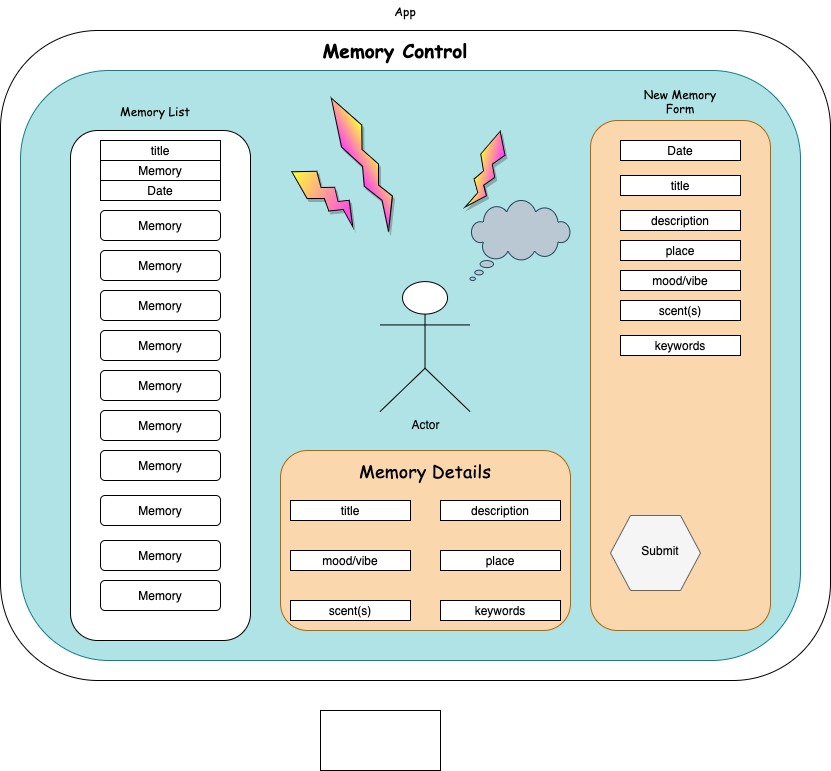 App
Memory Control
Memory List
title
Memory
Date
Memory
Memory
Memory
Memory
Memory
Memory
Memory
Memory
Memory
Memory
Actor
Memory Details
title
description
mood/vibe
place
scent(s)
keywords
New Memory
Form
Date
title
description
place
mood/vibe
scent(s)
keywords
Submit